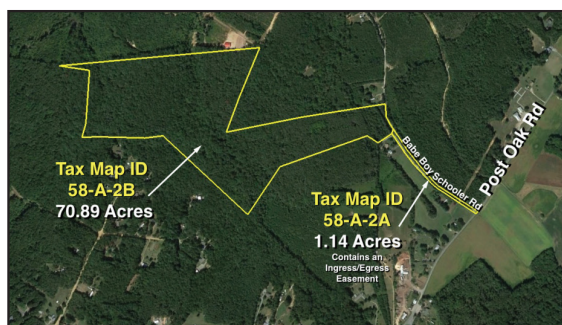 Tax Map ID
58-A-2B
70.89 Acres
Tax Map ID
58-A-2A
1.14 Acres
Contains an
Ingress/Egress
Easement
Babe Boy Schooler Rd
Post Oak Rd